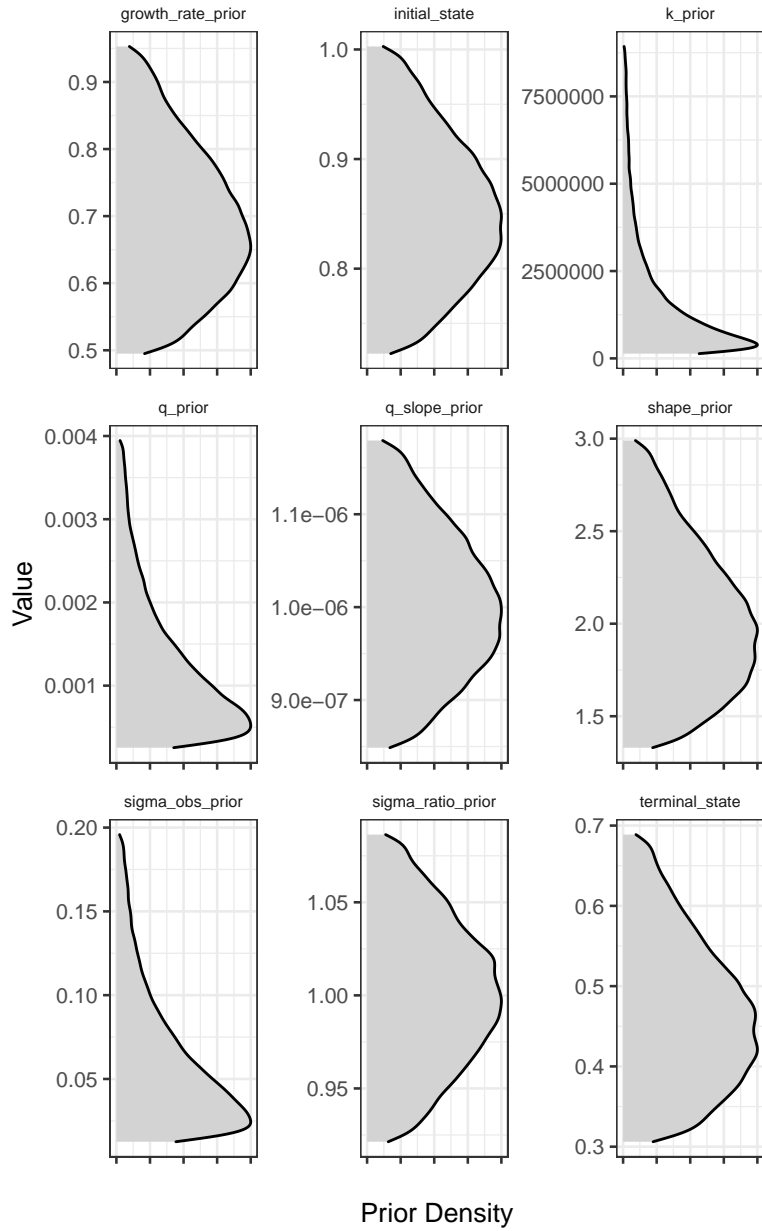 growth_rate_prior
initial_state
k_prior
0.9
0.8
0.7
0.6
0.5
1.0
0.9
0.8
7500000
5000000
2500000
0
q_prior
q_slope_prior
shape_prior
0.004
0.003
0.002
0.001
1.1e−06
1.0e−06
9.0e−07
3.0
2.5
2.0
1.5
Value
sigma_obs_prior
sigma_ratio_prior
terminal_state
0.20
0.15
0.10
0.05
1.05
1.00
0.95
0.7
0.6
0.5
0.4
0.3
Prior Density